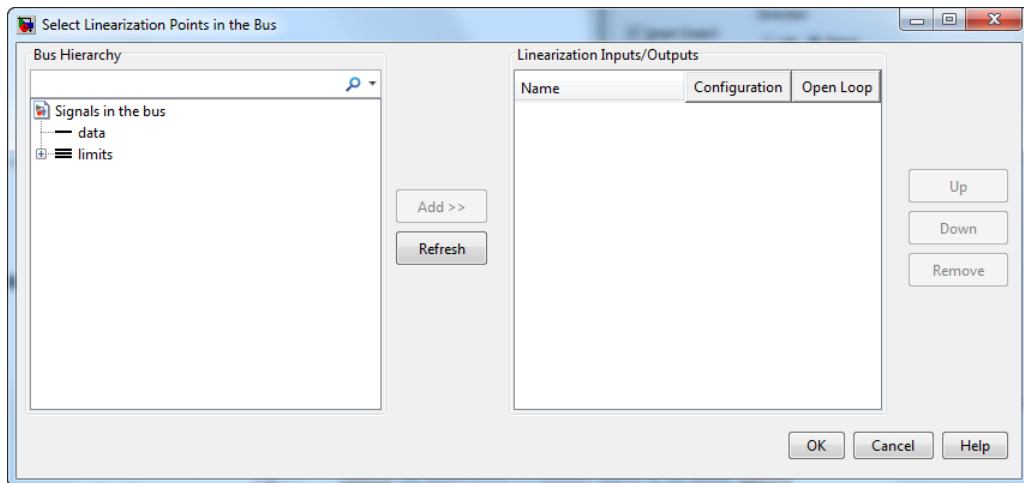 Select Linearization Points in the Bus
Bus Hierarchy
Signals in the bus
data
limits
Add >>
Refresh
Linearization Inputs/Outputs
Name Configuration Open Loop
Up
Down
Remove
OK Cancel Help